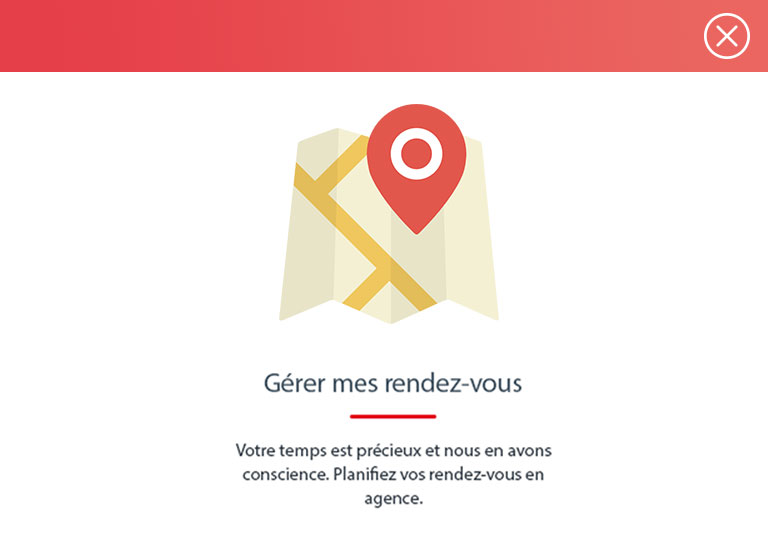 Gérer mes rendez-vous
Votre temps est précieux et nous en avons
conscience. Planifiez vos rendez-vous en
agence.